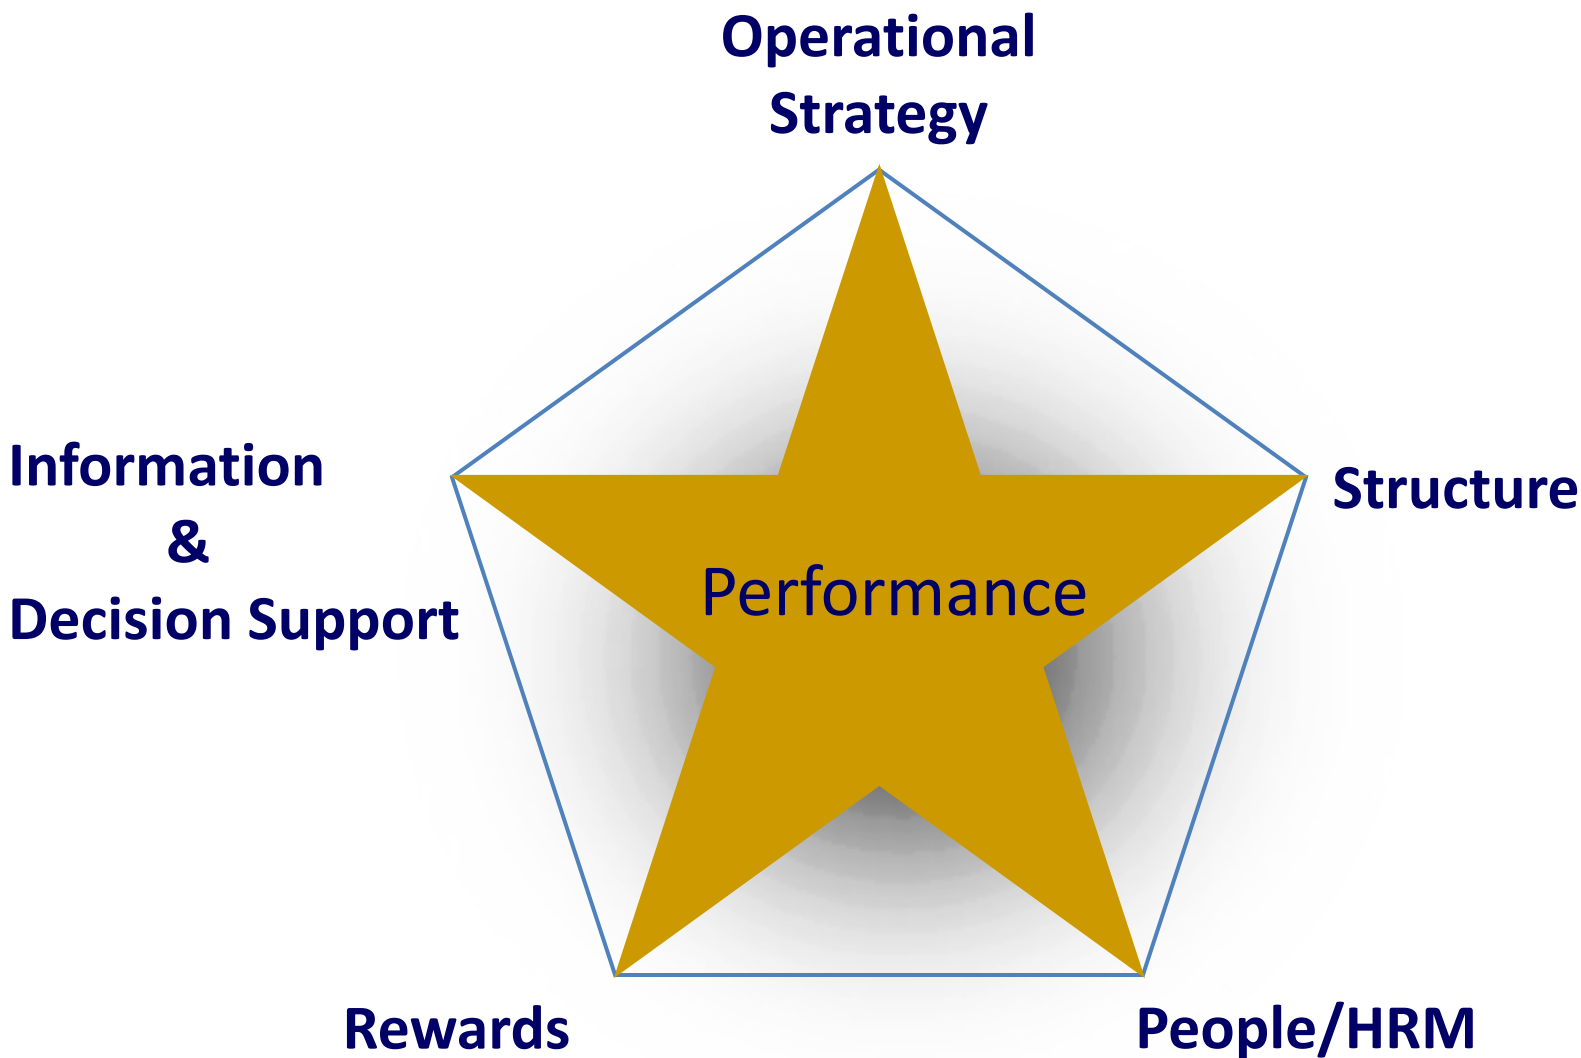 Operational
Strategy
Information
&
Decision Support
Structure
Performance
Rewards
People/HRM